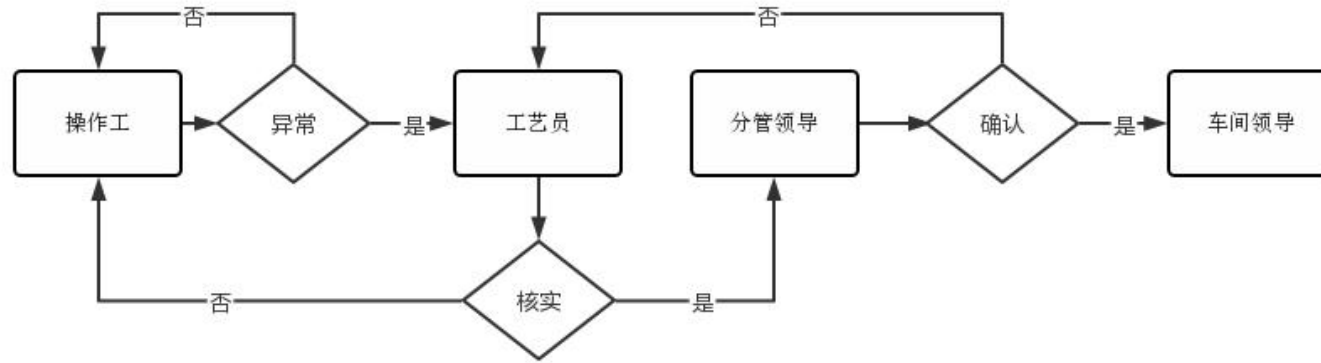 否
否
操作工
异常
是
工艺员
分管领导
确认
是
车间领导
否
核实
是